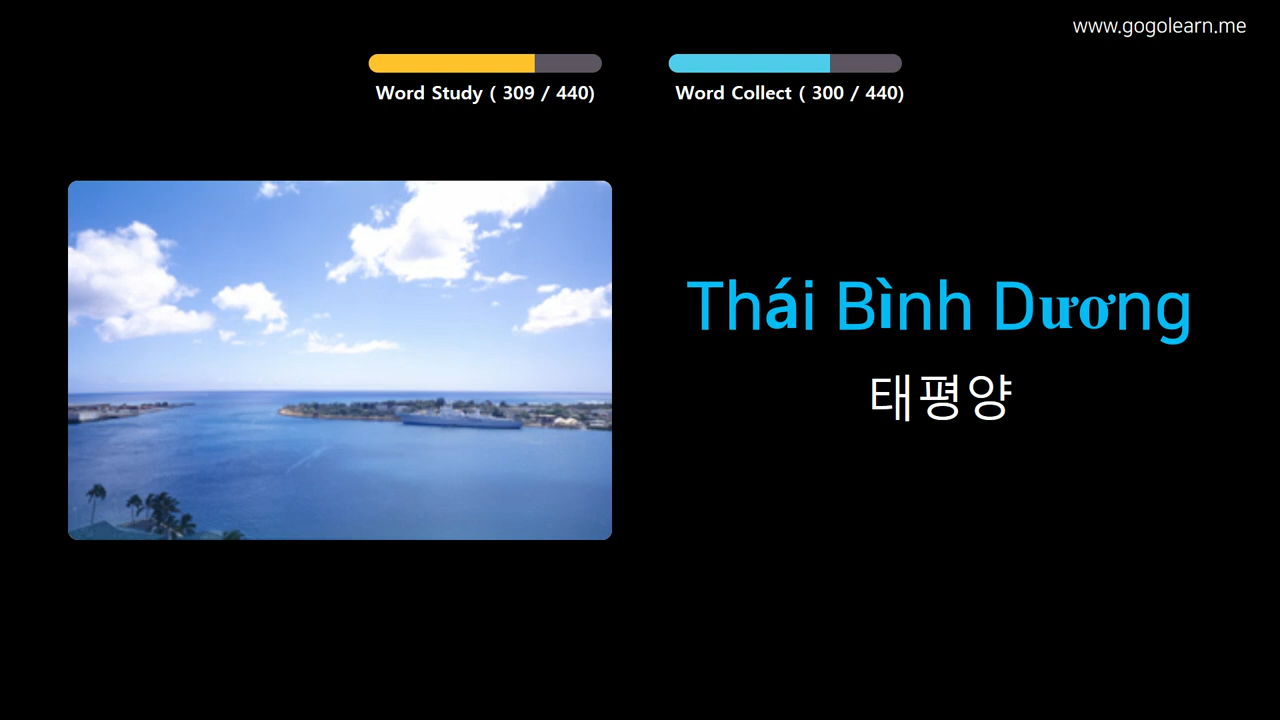 www.gogolearn.me
Word Study ( 309 / 440)
Word Collect ( 300 / 440)
Thái Bình Dương
태평양